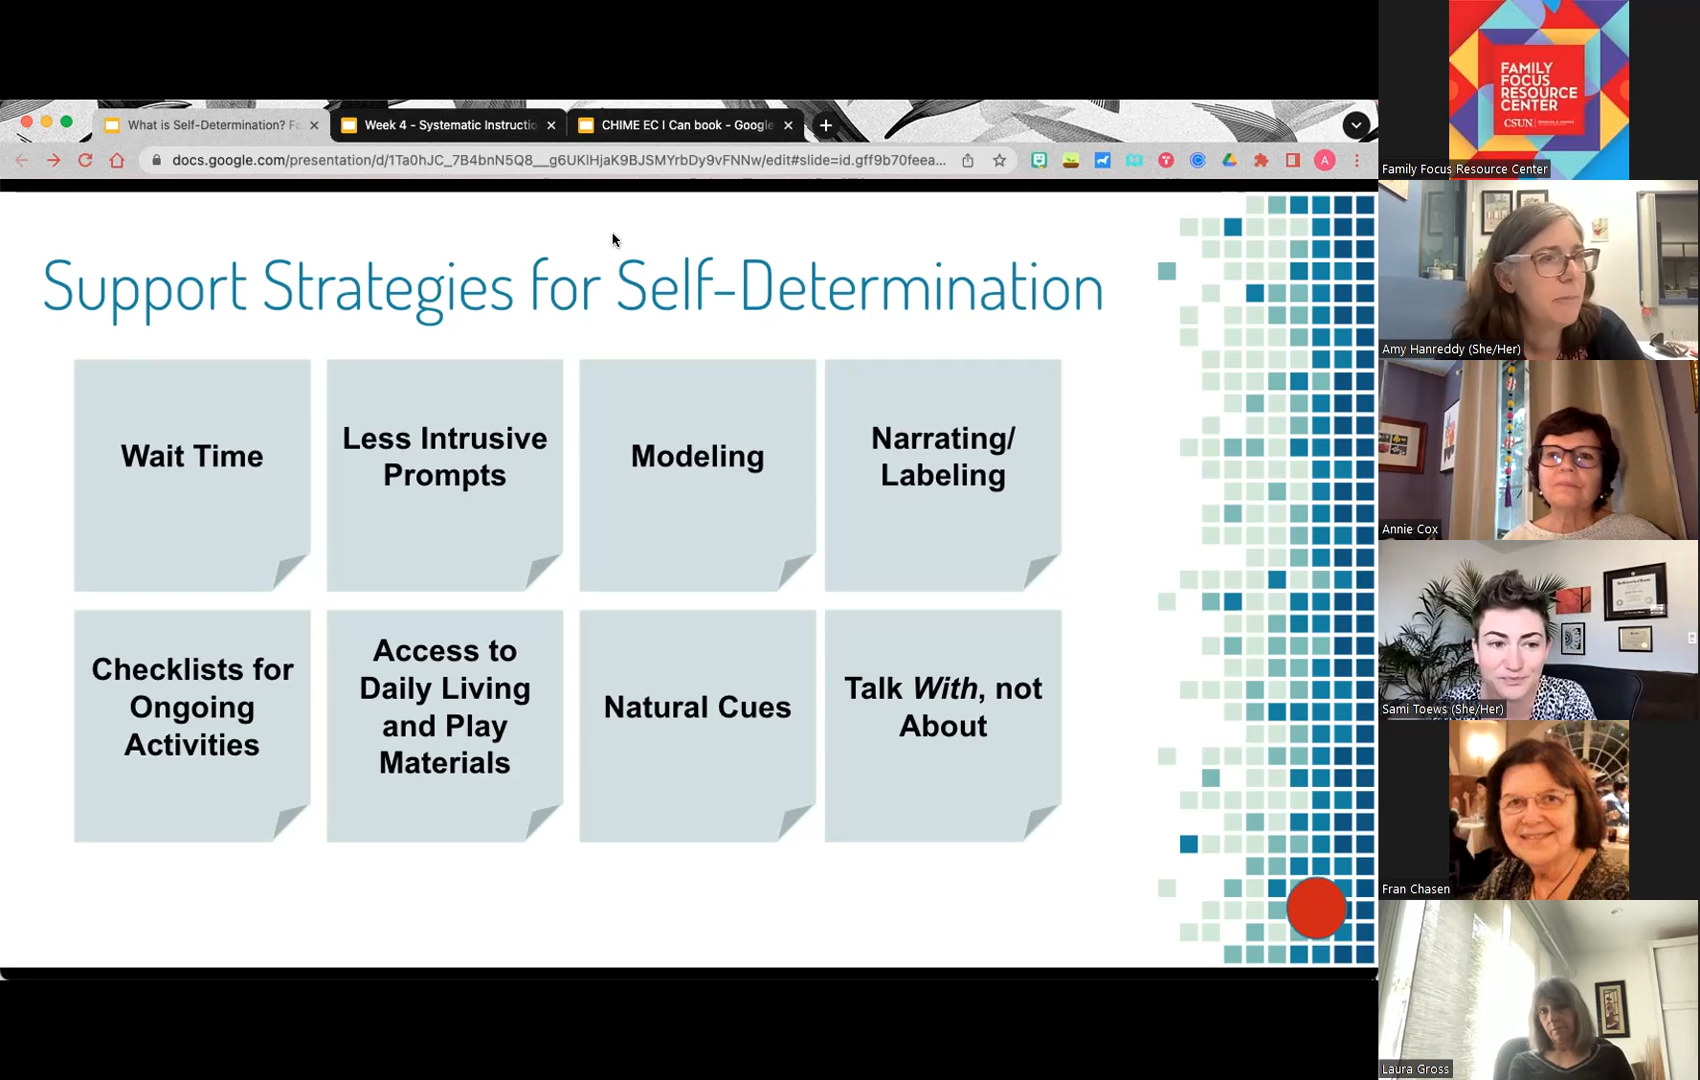 What is Self-Determination? Fo
Week 4 - Systematic Instructio
CHIME EC I Can book - Google
docs.google.com/presentation/d/1Ta0hJC_7B4bnN5Q8__g6UKlHjaK9BJSMYrbDy9vFNNw/edit#slide=id.gff9b70feea...
A
Support Strategies for Self-Determination
Wait Time
Less Intrusive
Prompts
Modeling
Narrating/
Labeling
Checklists for
Ongoing
Activities
Access to
Daily Living
and Play
Materials
Natural Cues
Talk With, not
About
FAMILY
FOCUS
RESOURCE
CENTER
CSUN
Family Focus Resource Center
Amy Hanreddy (She/Her)
Annie Cox
Sami Toews (She/Her)
Fran Chasen
Laura Gross